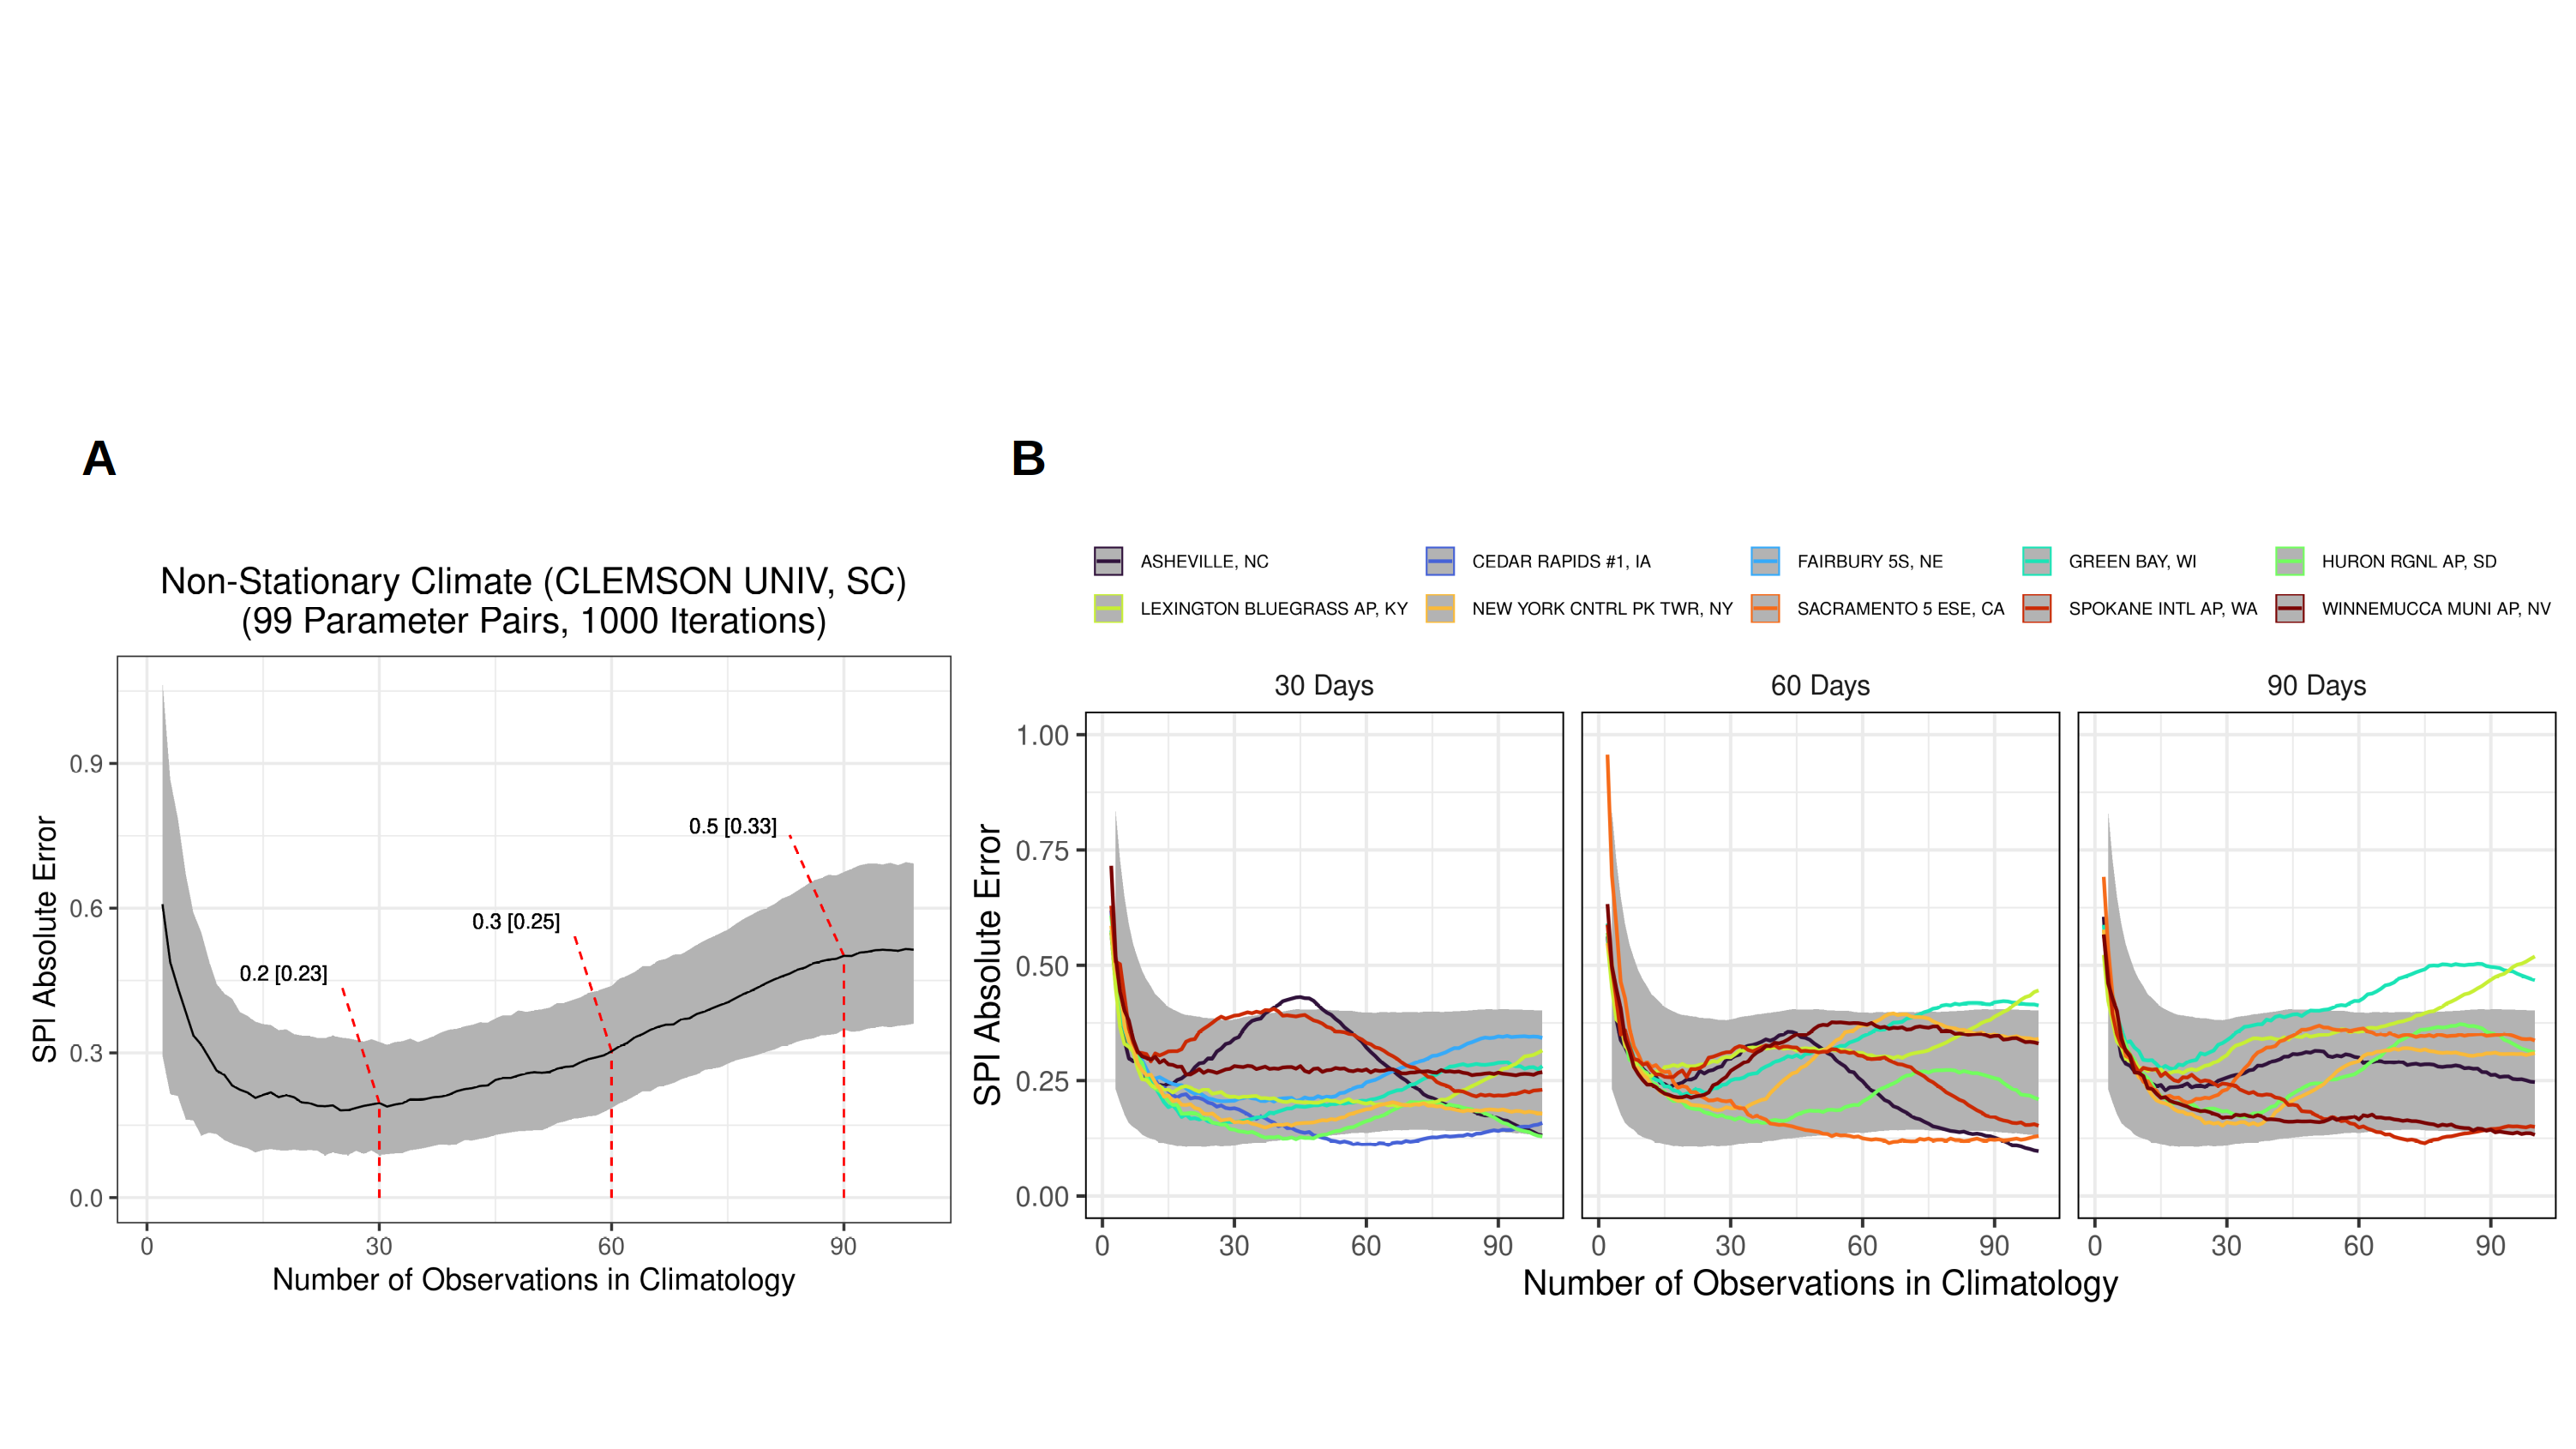 A
Non-Stationary Climate (CLEMSON UNIV, SC)
(99 Parameter Pairs, 1000 Iterations)
SPI Absolute Error
0.9
0.6
0.3
0.0
0.2 [0.23]
0.3 [0.25]
0.5 [0.33]
0 30 60 90
Number of Observations in Climatology
B
ASHEVILLE, NC CEDAR RAPIDS #1, IA FAIRBURY 5S, NE GREEN BAY, WI HURON RGNL AP, SD
LEXINGTON BLUEGRASS AP, KY NEW YORK CNTRL PK TWR, NY SACRAMENTO 5 ESE, CA SPOKANE INTL AP, WA WINNEMUCCA MUNI AP, NV
30 Days 60 Days 90 Days
SPI Absolute Error
1.00
0.75
0.50
0.25
0.00
0 30 60 90 0 30 60 90 0 30 60 90
Number of Observations in Climatology